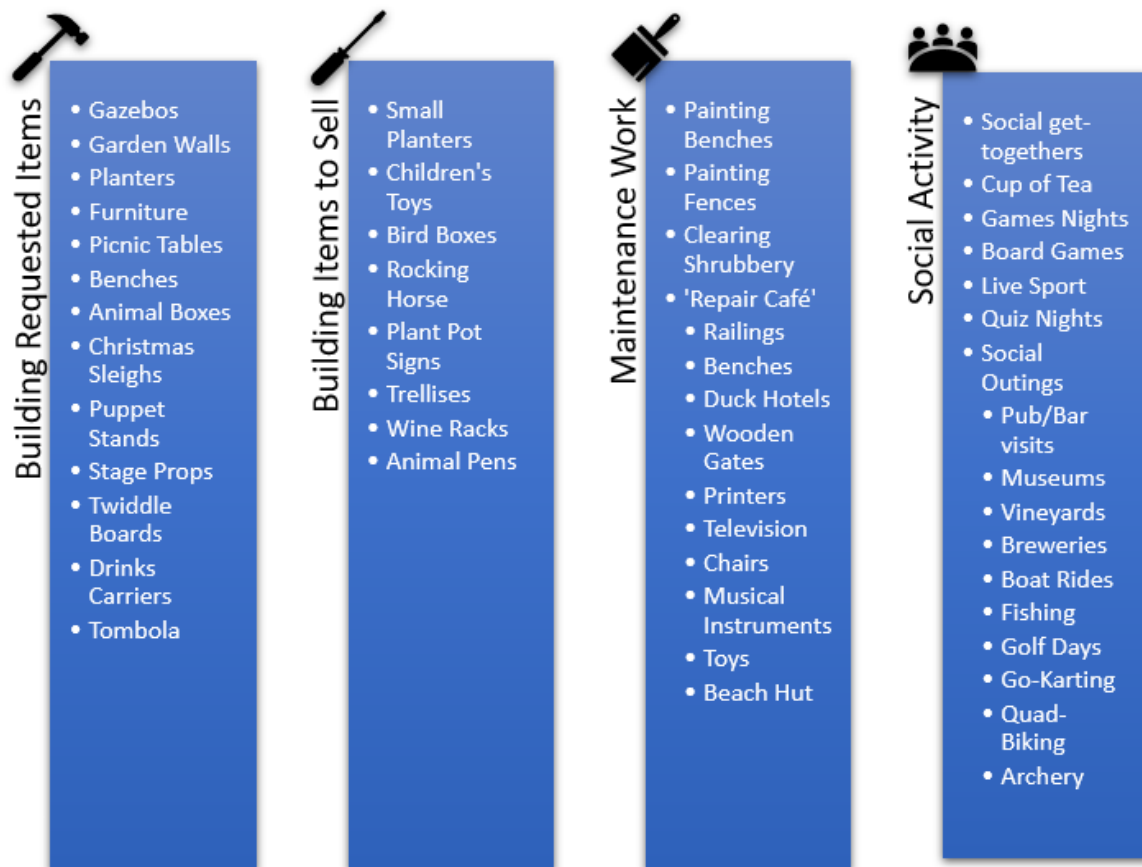 Building Requested Items
• Gazebos
• Garden Walls
• Planters
• Furniture
• Picnic Tables
• Benches
• Animal Boxes
• Christmas
Sleighs
• Puppet
Stands
• Stage Props
• Twiddle
Boards
• Drinks
Carriers
• Tombola
Building Items to Sell
• Small
Planters
• Children's
Toys
• Bird Boxes
• Rocking
Horse
• Plant Pot
Signs
• Trellises
• Wine Racks
• Animal Pens
Maintenance Work
• Painting
Benches
• Painting
Fences
• Clearing
Shrubbery
• 'Repair Café'
• Railings
• Benches
• Duck Hotels
• Wooden
Gates
• Printers
• Television
• Chairs
• Musical
Instruments
• Toys
• Beach Hut
Social Activity
• Social get-
togethers
• Cup of Tea
• Games Nights
• Board Games
• Live Sport
• Quiz Nights
• Social
Outings
• Pub/Bar
visits
• Museums
• Vineyards
• Breweries
• Boat Rides
• Fishing
• Golf Days
• Go-Karting
• Quad-
Biking
• Archery